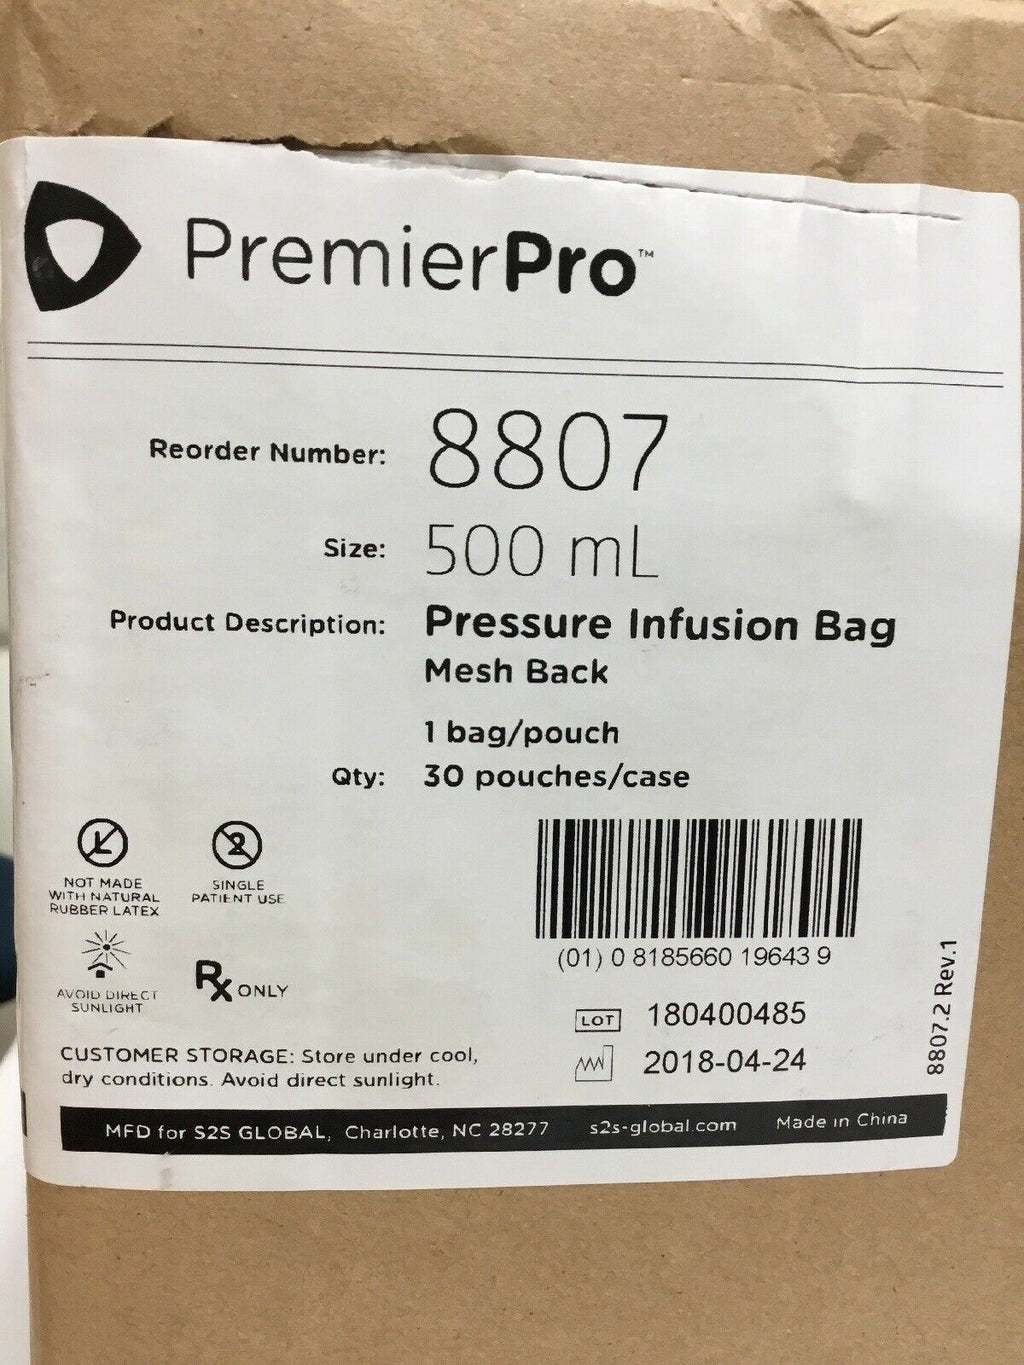 PremierPro™
Reorder Number: 8807
Size: 500 mL
Product Description: Pressure Infusion Bag
Mesh Back
1 bag/pouch
Qty: 30 pouches/case
NOT MADE
WITH NATURAL
RUBBER LATEX
SINGLE
PATIENT USE
AVOID DIRECT
SUNLIGHT
Rx ONLY
(01) 0 8185660 19643 9
LOT 180400485
2018-04-24
8807.2 Rev.1
CUSTOMER STORAGE: Store under cool,
dry conditions. Avoid direct sunlight.
MFD for S2S GLOBAL, Charlotte, NC 28277 s2s-global.com Made in China